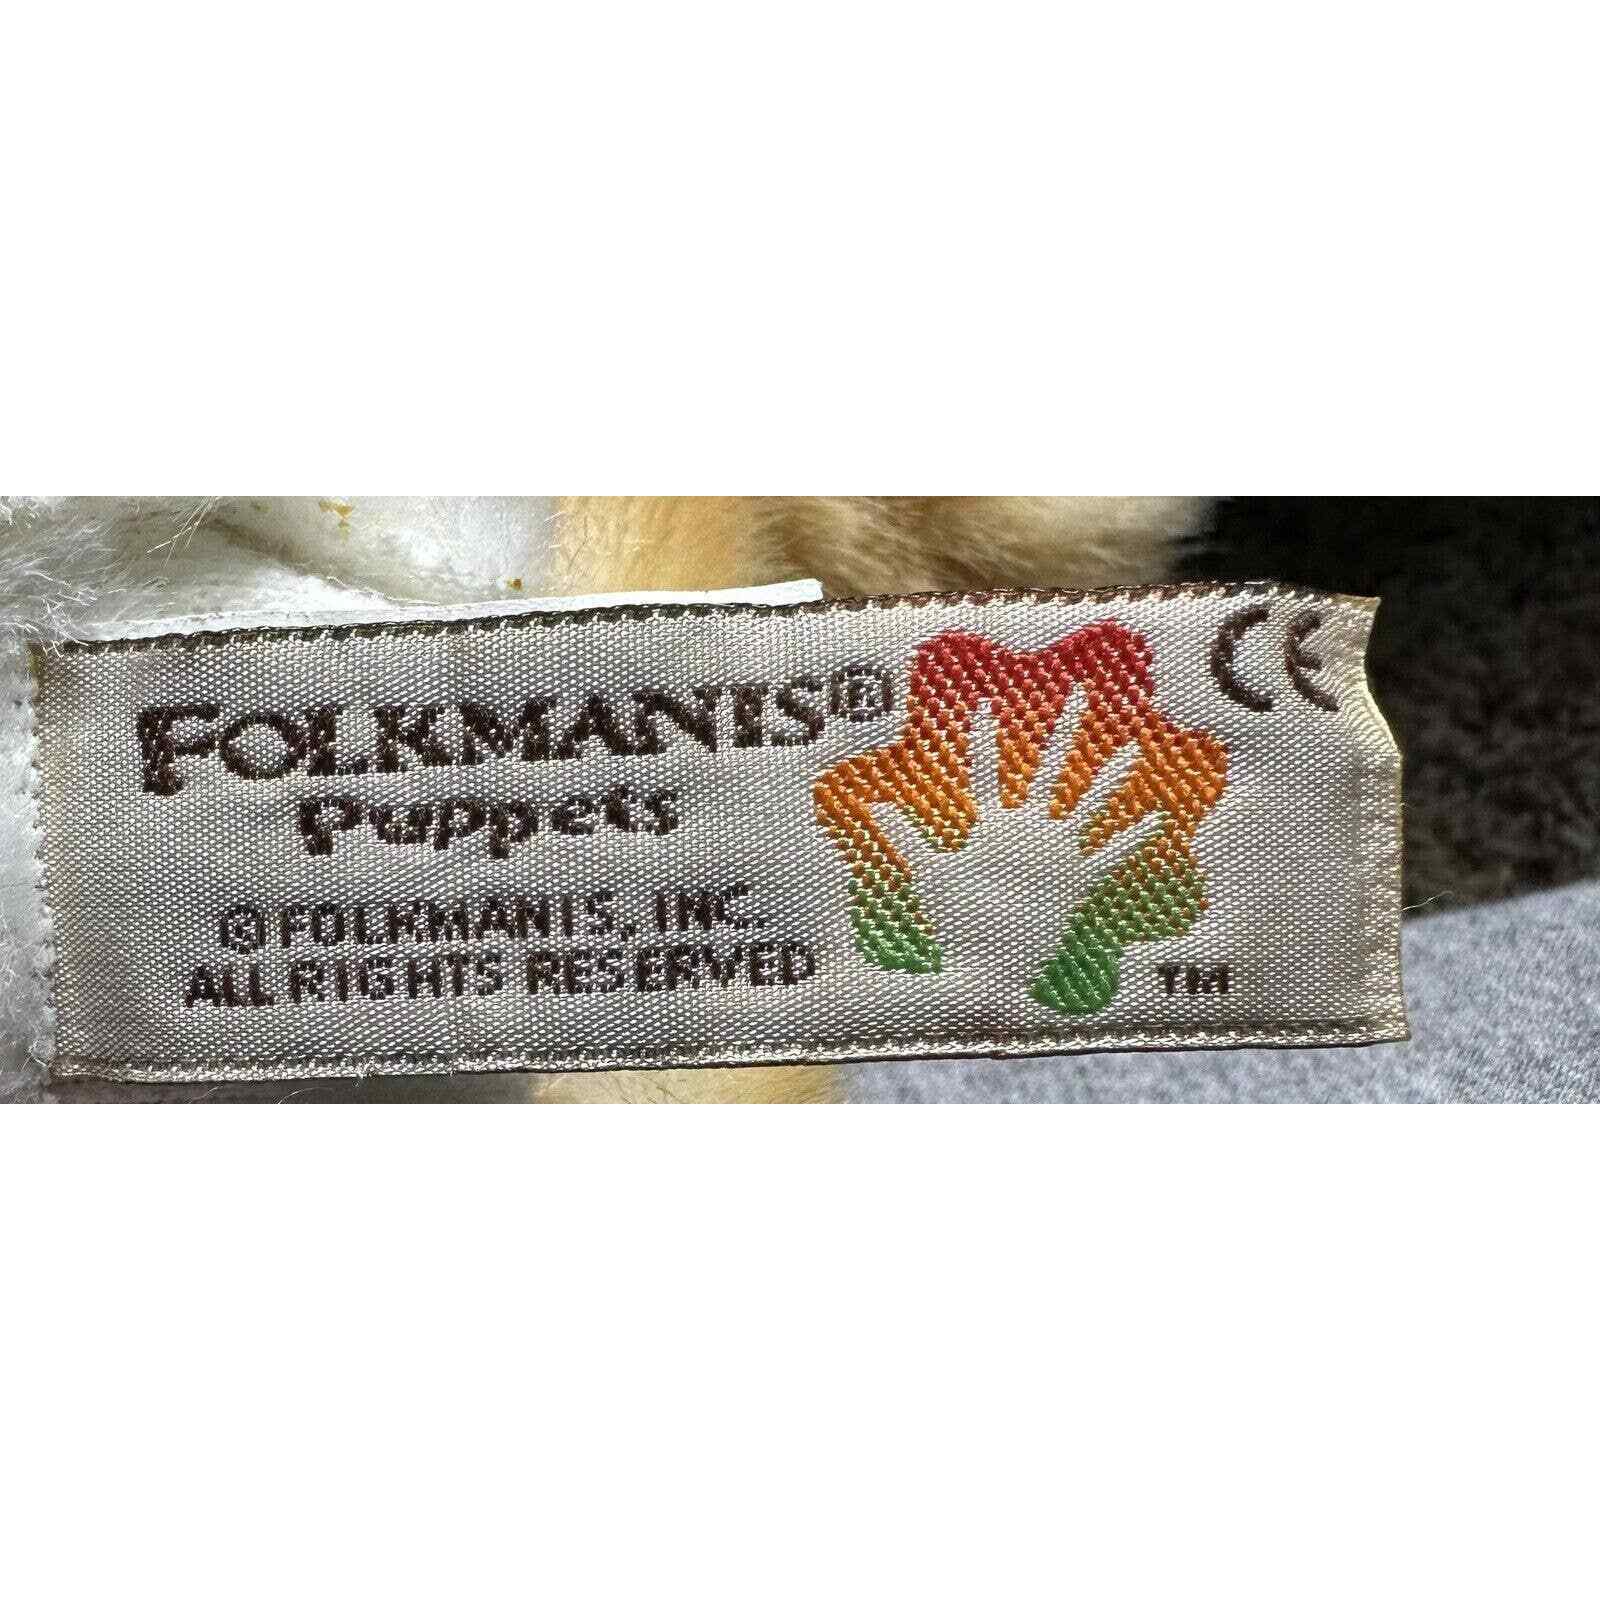 FOLKMANIS®
Puppets
© FOLKMANIS, INC.
ALL RIGHTS RESERVED
TM
CE